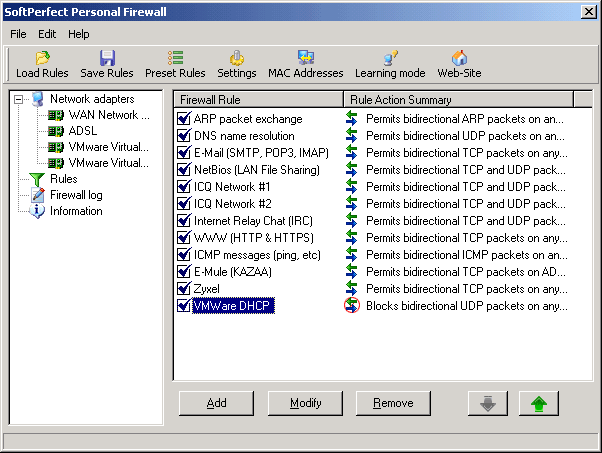 SoftPerfect Personal Firewall
File Edit Help
Load Rules Save Rules Preset Rules Settings MAC Addresses Learning mode Web-Site
Network adapters
WAN Network ...
ADSL
VMware Virtual...
VMware Virtual...
Rules
Firewall log
Information
Firewall Rule Rule Action Summary
ARP packet exchange Permits bidirectional ARP packets on an...
DNS name resolution Permits bidirectional UDP packets on an...
E-Mail (SMTP, POP3, IMAP) Permits bidirectional TCP packets on any...
NetBios (LAN File Sharing) Permits bidirectional TCP and UDP pack...
ICQ Network #1 Permits bidirectional TCP and UDP pack...
ICQ Network #2 Permits bidirectional TCP and UDP pack...
Internet Relay Chat (IRC) Permits bidirectional TCP and UDP pack...
WWW (HTTP & HTTPS) Permits bidirectional TCP packets on any...
ICMP messages (ping, etc) Permits bidirectional ICMP packets on an...
E-Mule (KAZAA) Permits bidirectional TCP packets on AD...
Zyxel Permits bidirectional TCP packets on any...
VMWare DHCP Blocks bidirectional UDP packets on any...
Add Modify Remove